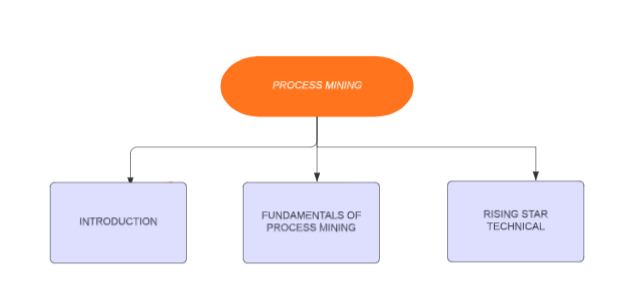 PROCESS MINING
INTRODUCTION
FUNDAMENTALS OF
PROCESS MINING
RISING STAR
TECHNICAL